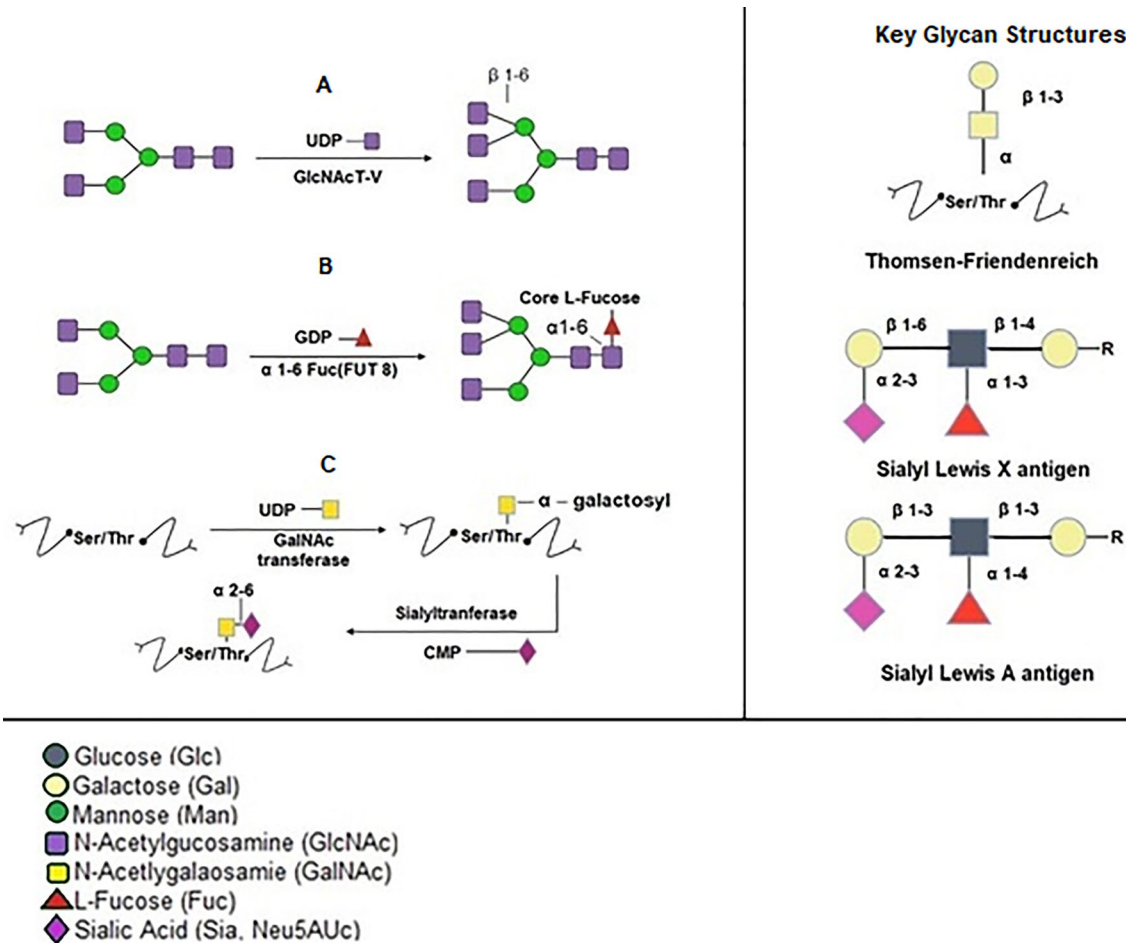 A
β 1-6
UDP
GlcNAcT-V
B
Core L-Fucose
α1-6
GDP
α 1-6 Fuc(FUT 8)
C
UDP
GalNAc
transferase
Ser/Thr
Ser/Thr
α – galactosyl
α 2-6
Ser/Thr
Sialyltranferase
CMP
Key Glycan Structures
β 1-3
α
Ser/Thr
Thomsen-Friendenreich
β 1-6
β 1-4
R
α 2-3
α 1-3
Sialyl Lewis X antigen
β 1-3
β 1-3
R
α 2-3
α 1-4
Sialyl Lewis A antigen
Glucose (Glc)
Galactose (Gal)
Mannose (Man)
N-Acetylgucosamine (GlcNAc)
N-Acetlygalaosamie (GalNAc)
L-Fucose (Fuc)
Sialic Acid (Sia, Neu5AUc)